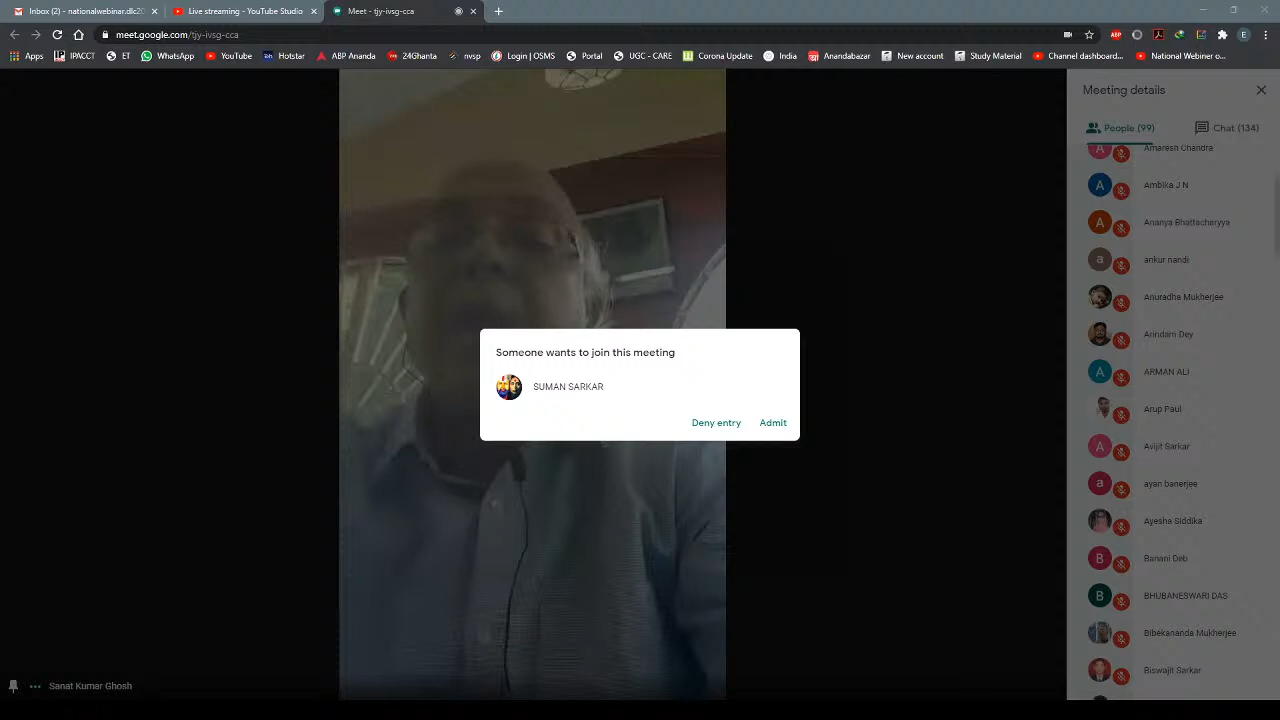 Inbox (2) - nationalwebinar.dlc20
Live streaming - YouTube Studio
Meet - tjy-ivsg-cca
meet.google.com/tjy-ivsg-cca
ABP
E
Apps
IPACCT
ET
WhatsApp
YouTube
Hotstar
ABP Ananda
24Ghanta
nvsp
Login | OSMS
Portal
UGC - CARE
Corona Update
India
Anandabazar
New account
Study Material
Channel dashboard...
National Webinar o...
Meeting details
People (99)
Chat (134)
A Amaresh Chandra
A Ambika J N
A Ananya Bhattacharyya
a ankur nandi
Anuradha Mukherjee
Arindam Dey
A ARMAN ALI
Arup Paul
A Avijit Sarkar
a ayan banerjee
Ayesha Siddika
B Banani Deb
B BHUBANESWARI DAS
Bibekananda Mukherjee
Biswajit Sarkar
Someone wants to join this meeting
SUMAN SARKAR
Deny entry
Admit
Sanat Kumar Ghosh